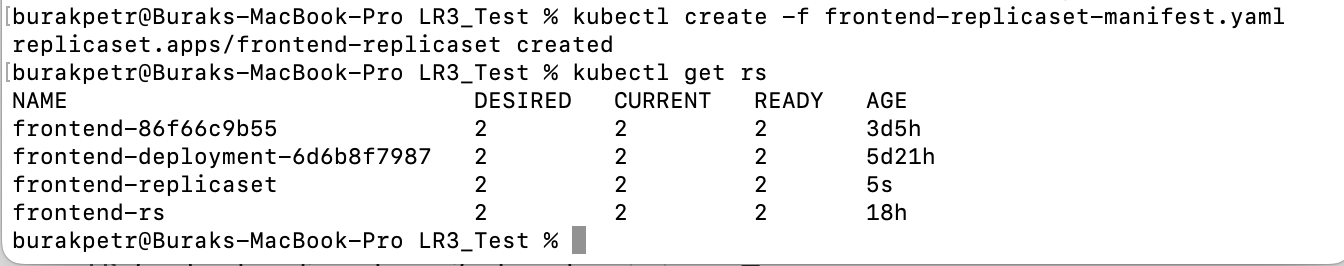 [burakpetr@Buraks-MacBook-Pro LR3_Test % kubectl create -f frontend-replicaset-manifest.yaml
replicaset.apps/frontend-replicaset created
[burakpetr@Buraks-MacBook-Pro LR3_Test % kubectl get rs
NAME DESIRED CURRENT READY AGE
frontend-86f66c9b55 2 2 2 3d5h
frontend-deployment-6d6b8f7987 2 2 2 5d21h
frontend-replicaset 2 2 2 5s
frontend-rs 2 2 2 18h
burakpetr@Buraks-MacBook-Pro LR3_Test %